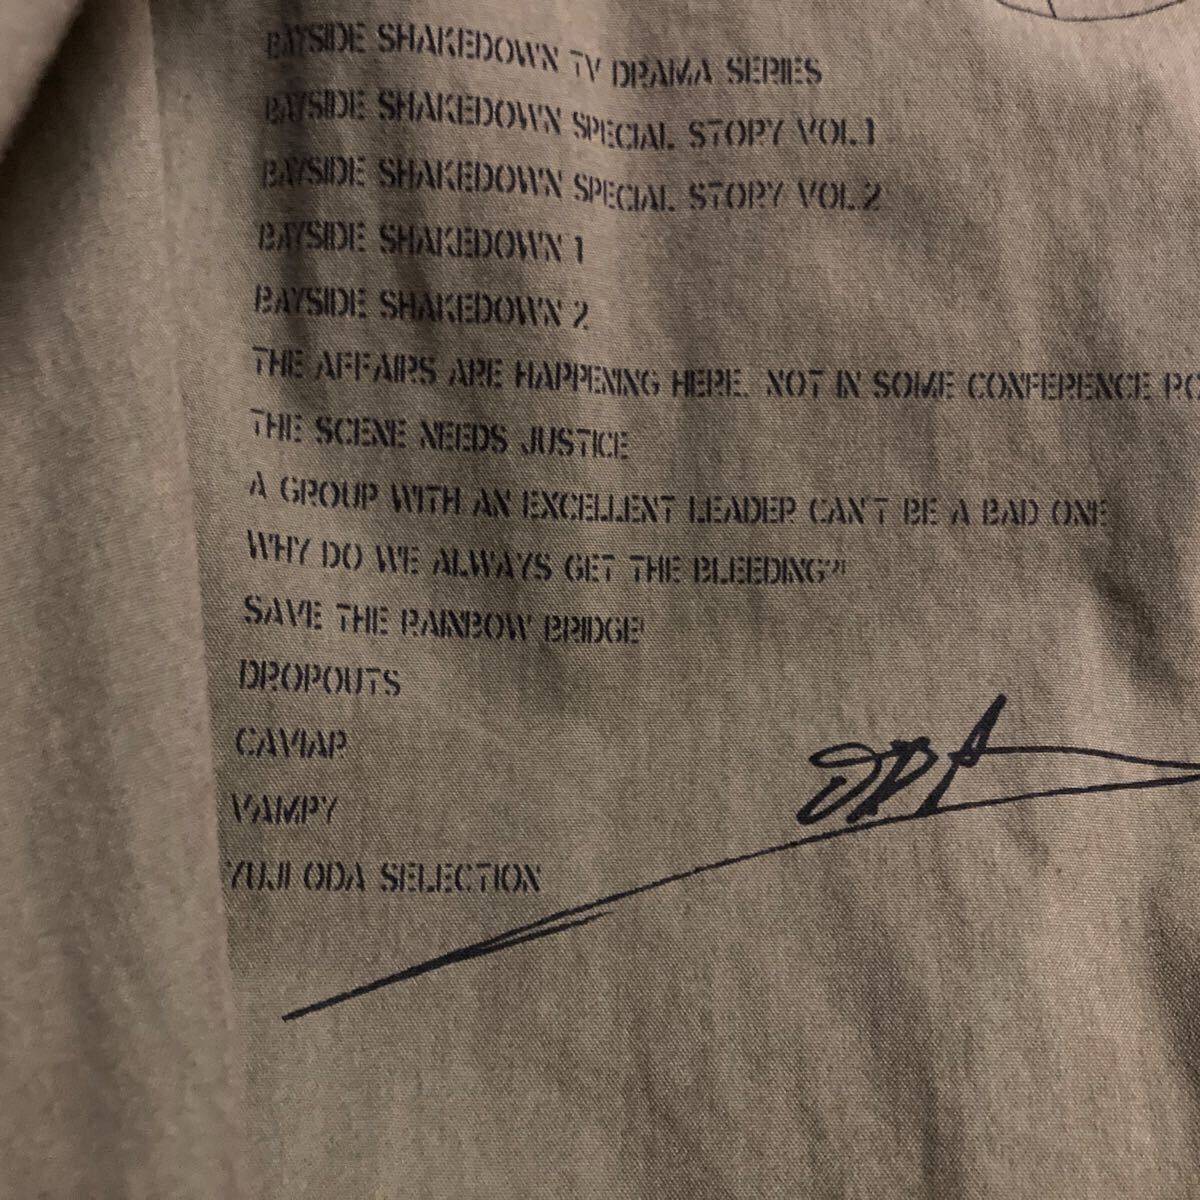 BAYSIDE SHAKEDOWN TV DRAMA SERIES
BAYSIDE SHAKEDOWN SPECIAL STORY VOL.1
BAYSIDE SHAKEDOWN SPECIAL STORY VOL.2
BAYSIDE SHAKEDOWN 1
BAYSIDE SHAKEDOWN 2
THE AFFAIRS ARE HAPPENING HERE. NOT IN SOME CONFERENCE
THE SCENE NEEDS JUSTICE
A GROUP WITH AN EXCELLENT LEADER CAN'T BE A BAD ONE
WHY DO WE ALWAYS GET THE BLEEDING?!
SAVE THE RAINBOW BRIDGE!
DROPOUTS
CAVIAR
VAMPY
YUJI ODA SELECTION
ODA